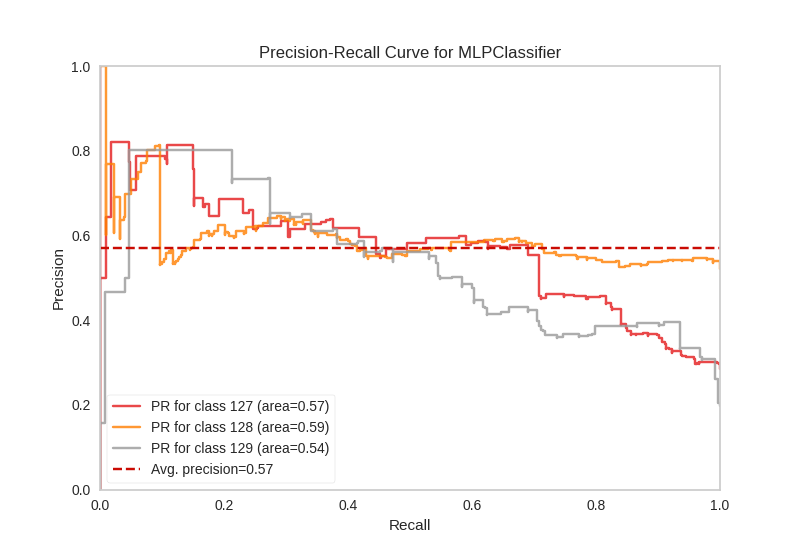 Precision-Recall Curve for MLPClassifier
1.0
0.8
0.6
0.4
0.2
0.0
Precision
PR for class 127 (area=0.57)
PR for class 128 (area=0.59)
PR for class 129 (area=0.54)
Avg. precision=0.57
0.0 0.2 0.4 0.6 0.8 1.0
Recall